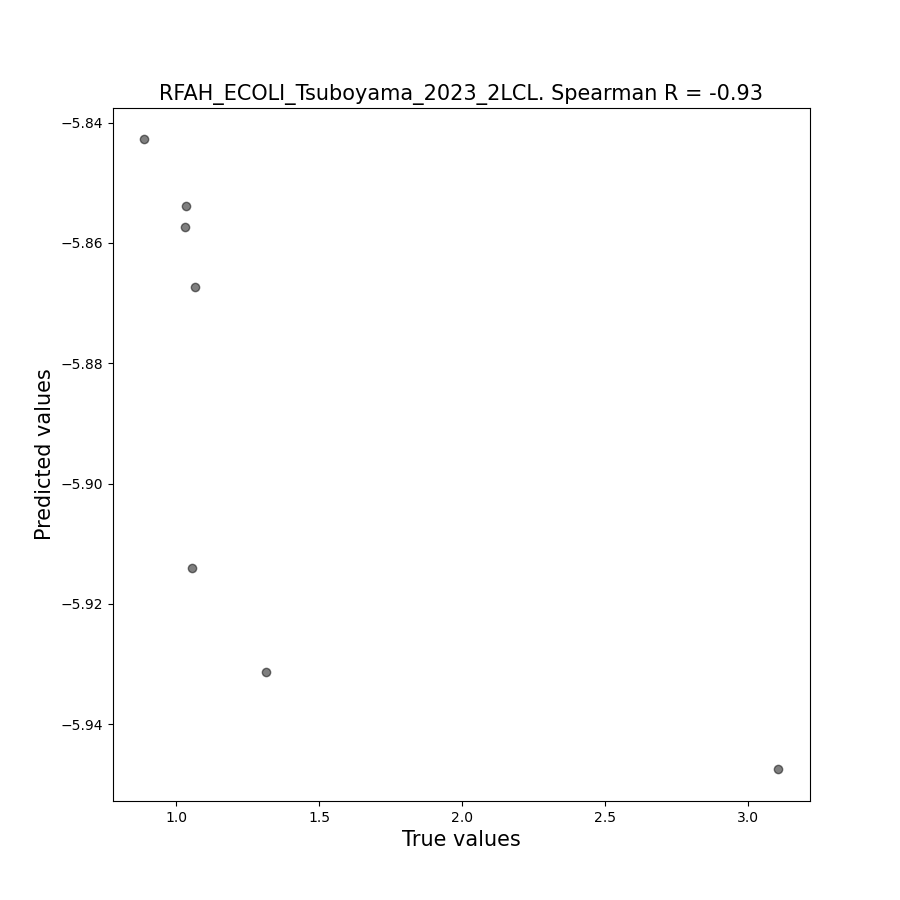 RFAH_ECOLI_Tsuboyama_2023_2LCL. Spearman R = -0.93
−5.84
−5.86
−5.88
−5.90
−5.92
−5.94
Predicted values
1.0 1.5 2.0 2.5 3.0
True values